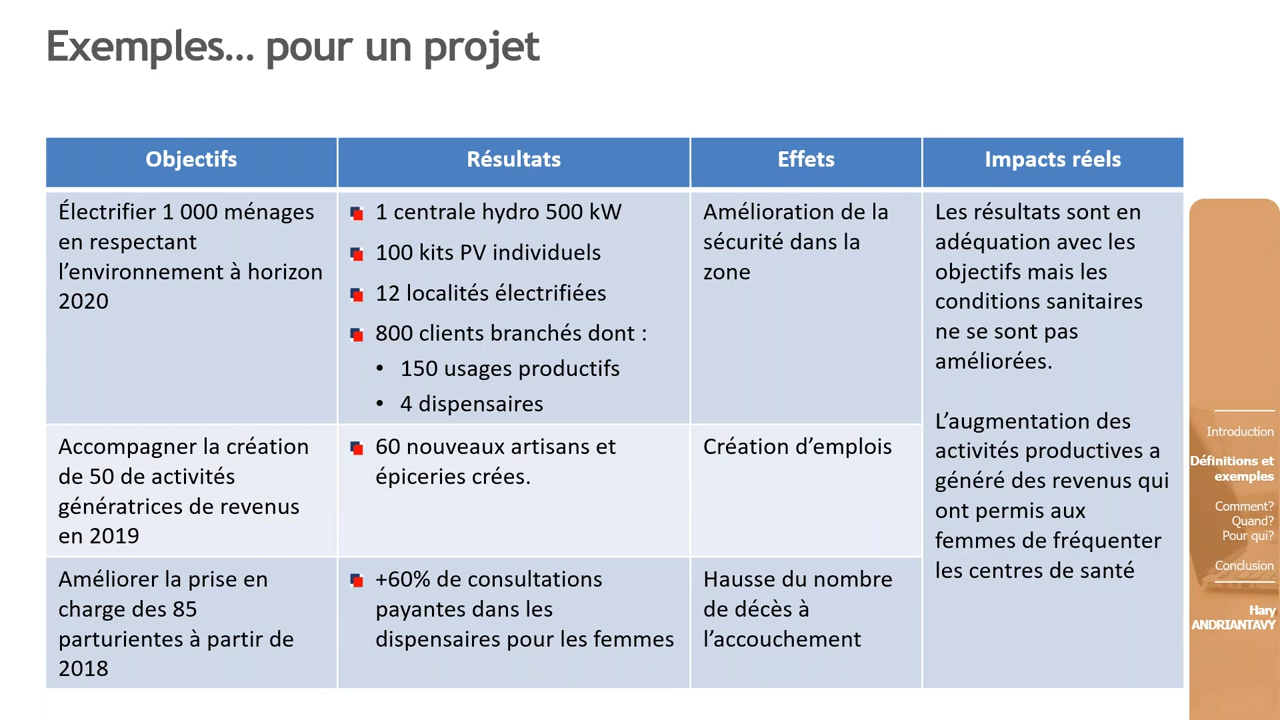 Exemples... pour un projet
Objectifs
Résultats
Effets
Impacts réels
Électrifier 1 000 ménages
en respectant
l'environnement à horizon
2020
1 centrale hydro 500 kW
100 kits PV individuels
12 localités électrifiées
800 clients branchés dont :
• 150 usages productifs
• 4 dispensaires
Amélioration de la
sécurité dans la
zone
Les résultats sont en
adéquation avec les
objectifs mais les
conditions sanitaires
ne se sont pas
améliorées.
L'augmentation des
activités productives a
généré des revenus qui
ont permis aux
femmes de fréquenter
les centres de santé
Accompagner la création
de 50 de activités
génératrices de revenus
en 2019
60 nouveaux artisans et
épiceries crées.
Création d'emplois
Améliorer la prise en
charge des 85
parturientes à partir de
2018
+60% de consultations
payantes dans les
dispensaires pour les femmes
Hausse du nombre
de décès à
l'accouchement
Introduction
Définitions et
exemples
Comment?
Quand?
Pour qui?
Conclusion
Hary
ANDRIANTAVY